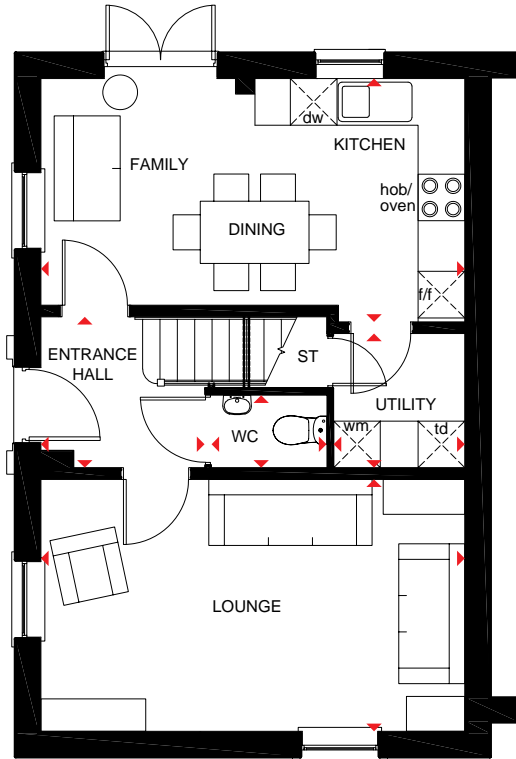 dw
KITCHEN
FAMILY
hob/
oven
DINING
f/f
ENTRANCE
HALL
ST
UTILITY
WC
wm
td
LOUNGE